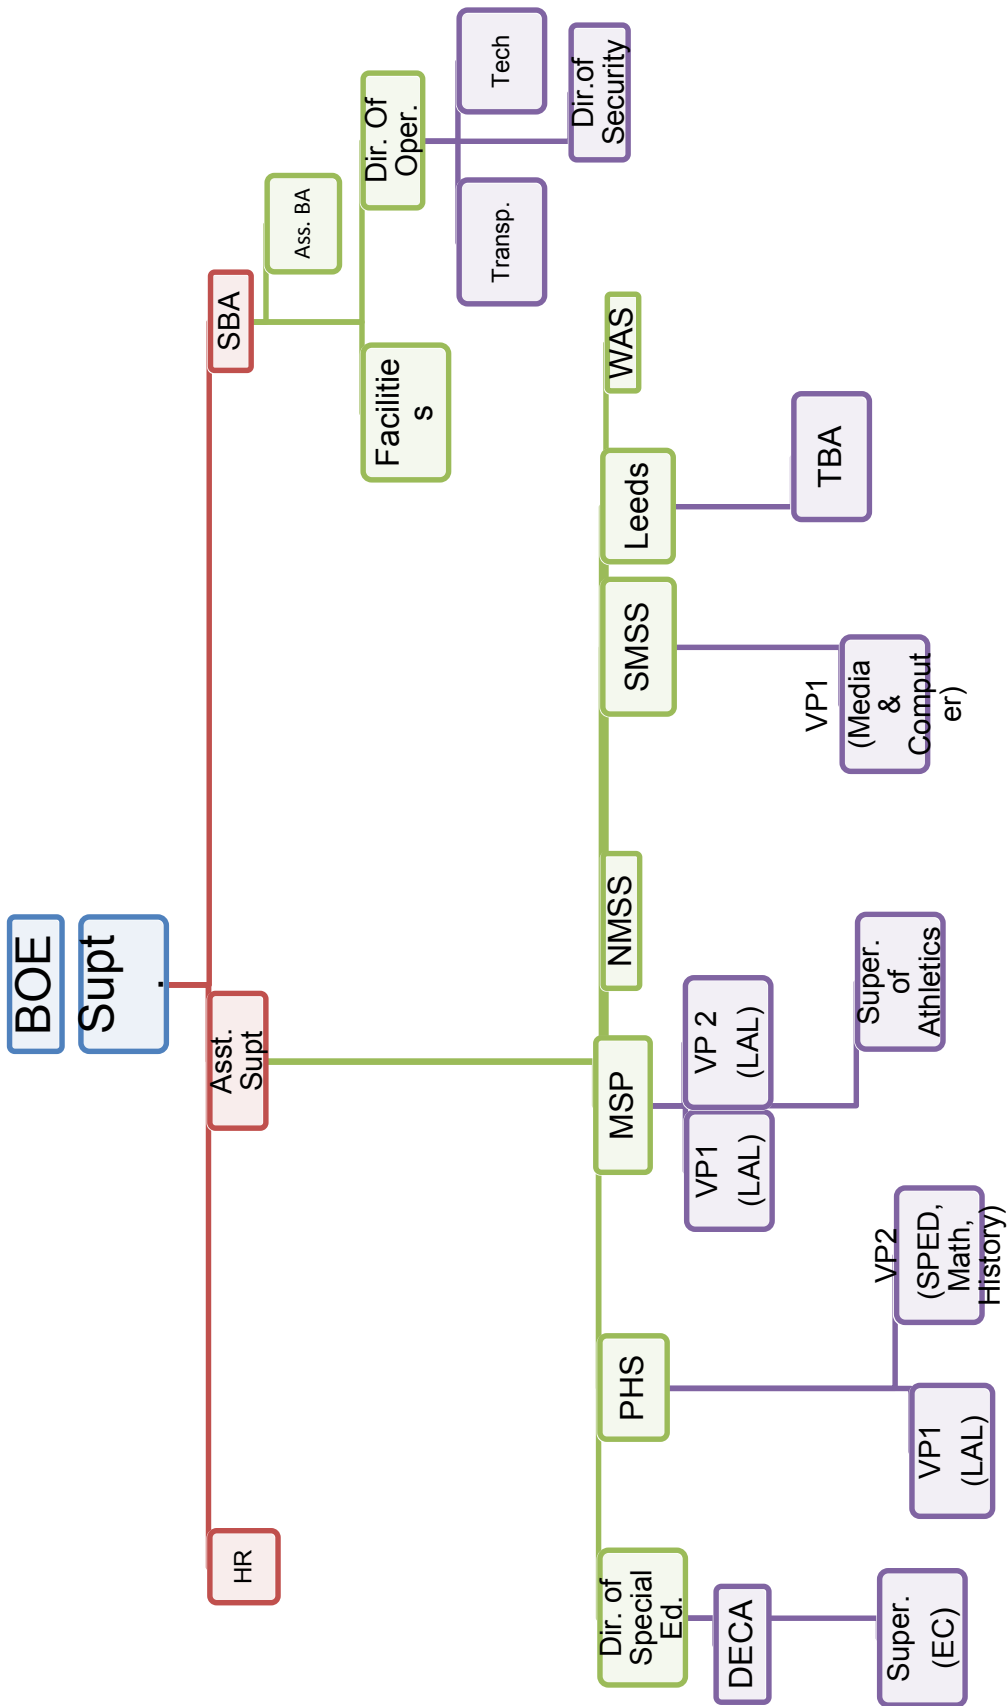 BOE
Supt
.
HR
Asst.
Supt
SBA
Ass. BA
Facilitie
s
Dir. Of
Oper.
Transp.
Tech
Dir.of
Security
Dir. of
Special
Ed.
PHS
MSP
NMSS
SMSS
Leeds
WAS
DECA
Super.
(EC)
VP1
(LAL)
VP2
(SPED,
Math,
History)
VP1
(LAL)
VP 2
(LAL)
Super.
of
Athletics
VP1
(Media
&
Comput
er)
TBA